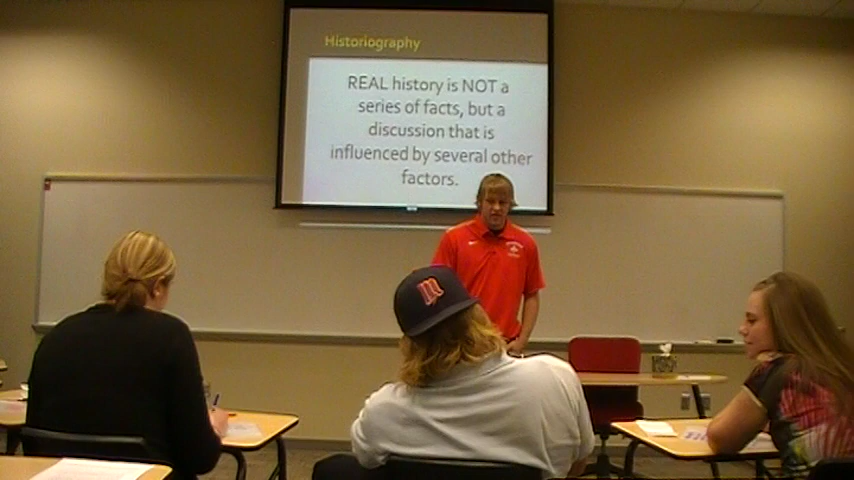 Historiography
REAL history is NOT a
series of facts, but a
discussion that is
influenced by several other
factors.
m